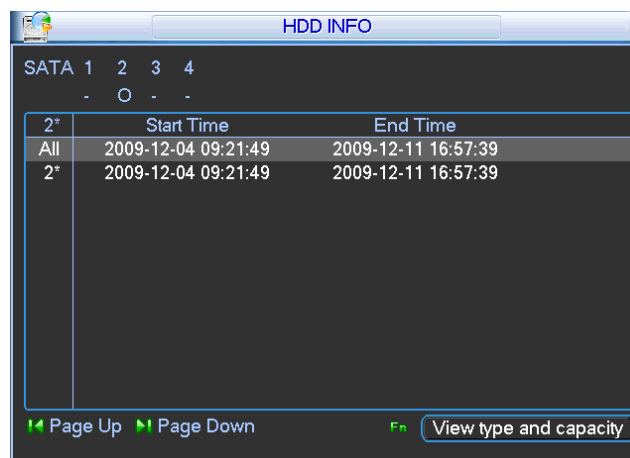 HDD INFO
SATA 1 2 3 4
- O - -
2* Start Time End Time
All 2009-12-04 09:21:49 2009-12-11 16:57:39
2* 2009-12-04 09:21:49 2009-12-11 16:57:39
Page Up Page Down Fn View type and capacity